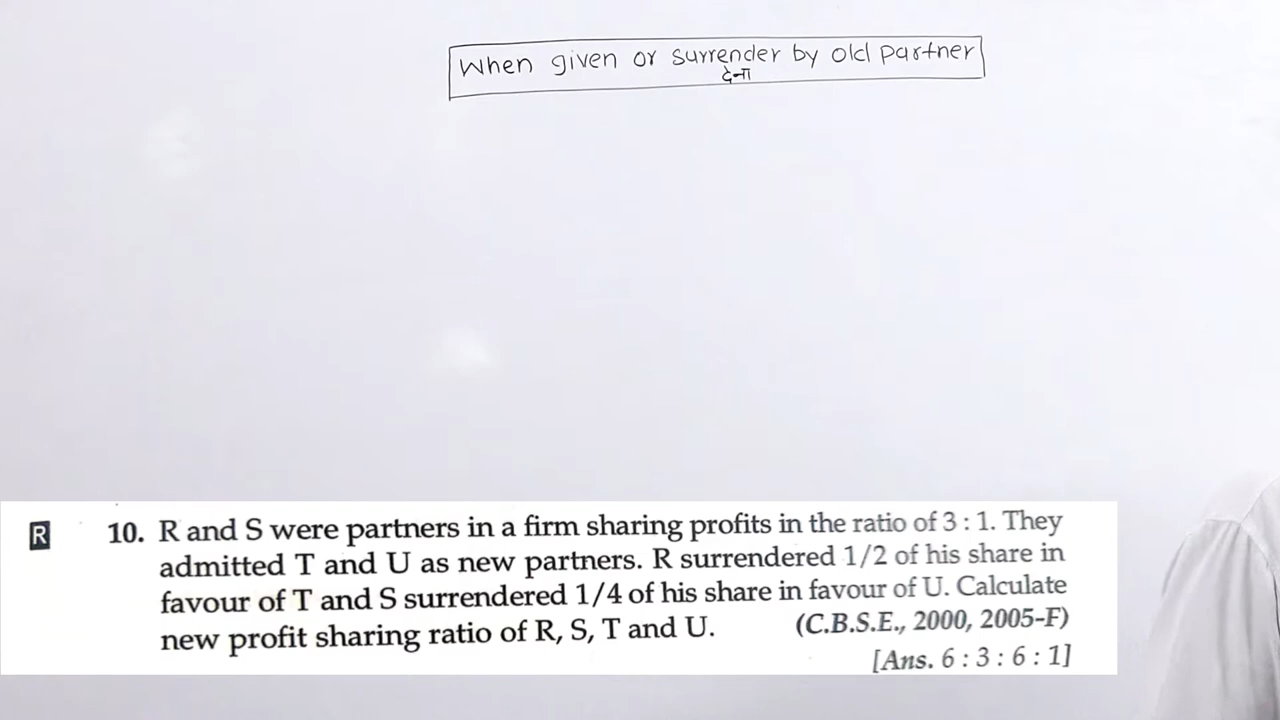 When given or surrender by old partner
देना
R 10. R and S were partners in a firm sharing profits in the ratio of 3 : 1. They
admitted T and U as new partners. R surrendered 1/2 of his share in
favour of T and S surrendered 1/4 of his share in favour of U. Calculate
new profit sharing ratio of R, S, T and U. (C.B.S.E., 2000, 2005-F)
[Ans. 6 : 3 : 6 : 1]